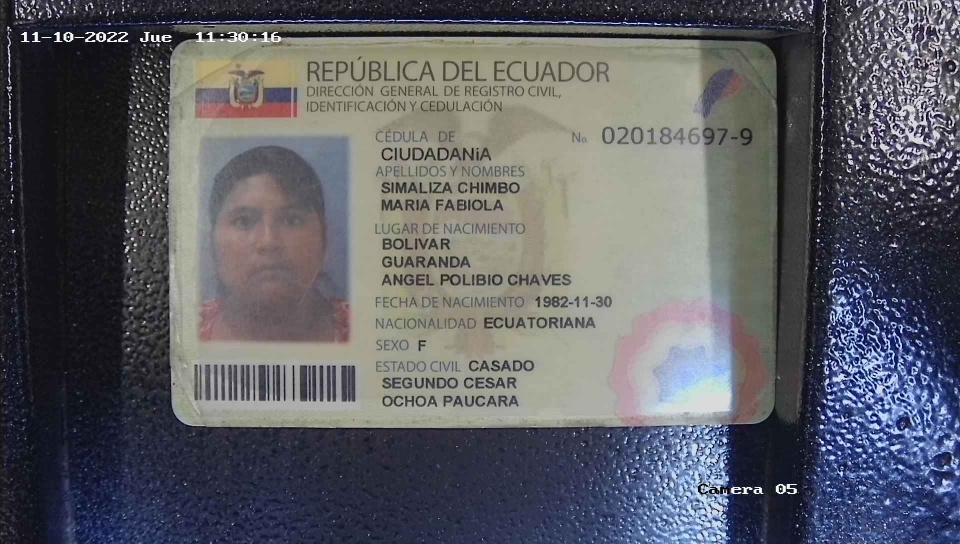 11-10-2022 Jue 11:30:16
REPÚBLICA DEL ECUADOR
DIRECCIÓN GENERAL DE REGISTRO CIVIL,
IDENTIFICACIÓN Y CEDULACIÓN
CÉDULA DE No. 020184697-9
CIUDADANíA
APELLIDOS Y NOMBRES
SIMALIZA CHIMBO
MARIA FABIOLA
LUGAR DE NACIMIENTO
BOLIVAR
GUARANDA
ANGEL POLIBIO CHAVES
FECHA DE NACIMIENTO 1982-11-30
NACIONALIDAD ECUATORIANA
SEXO F
ESTADO CIVIL CASADO
SEGUNDO CESAR
OCHOA PAUCARA
Camera 05